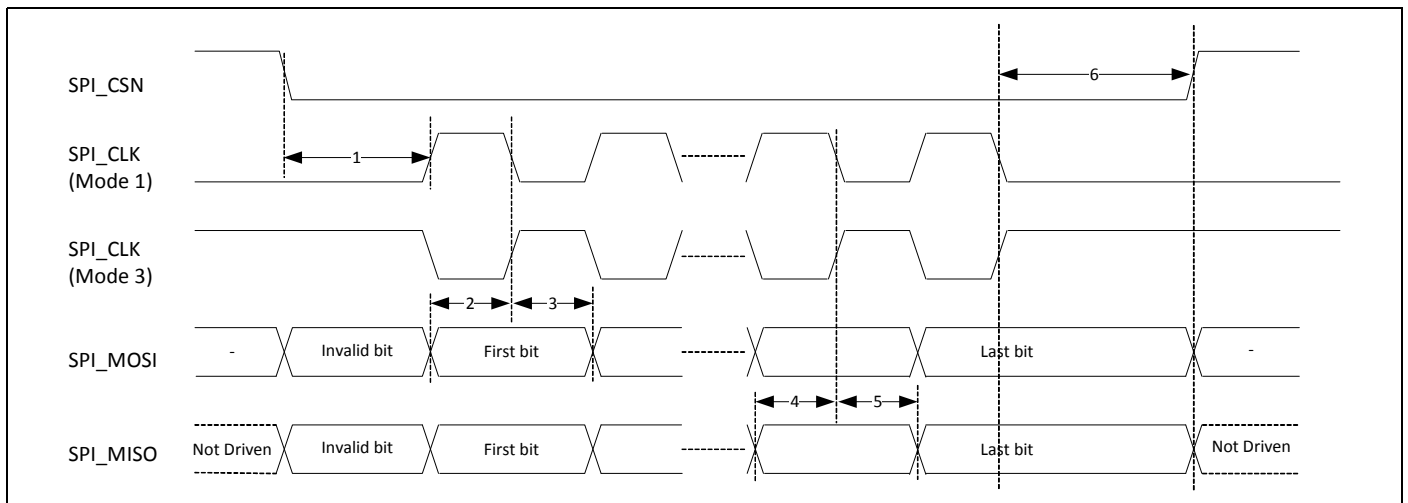 SPI_CSN
6
SPI_CLK
(Mode 1)
1
SPI_CLK
(Mode 3)
2
3
SPI_MOSI
-
Invalid bit
First bit
Last bit
-
4
5
SPI_MISO
Not Driven
Invalid bit
First bit
Last bit
Not Driven